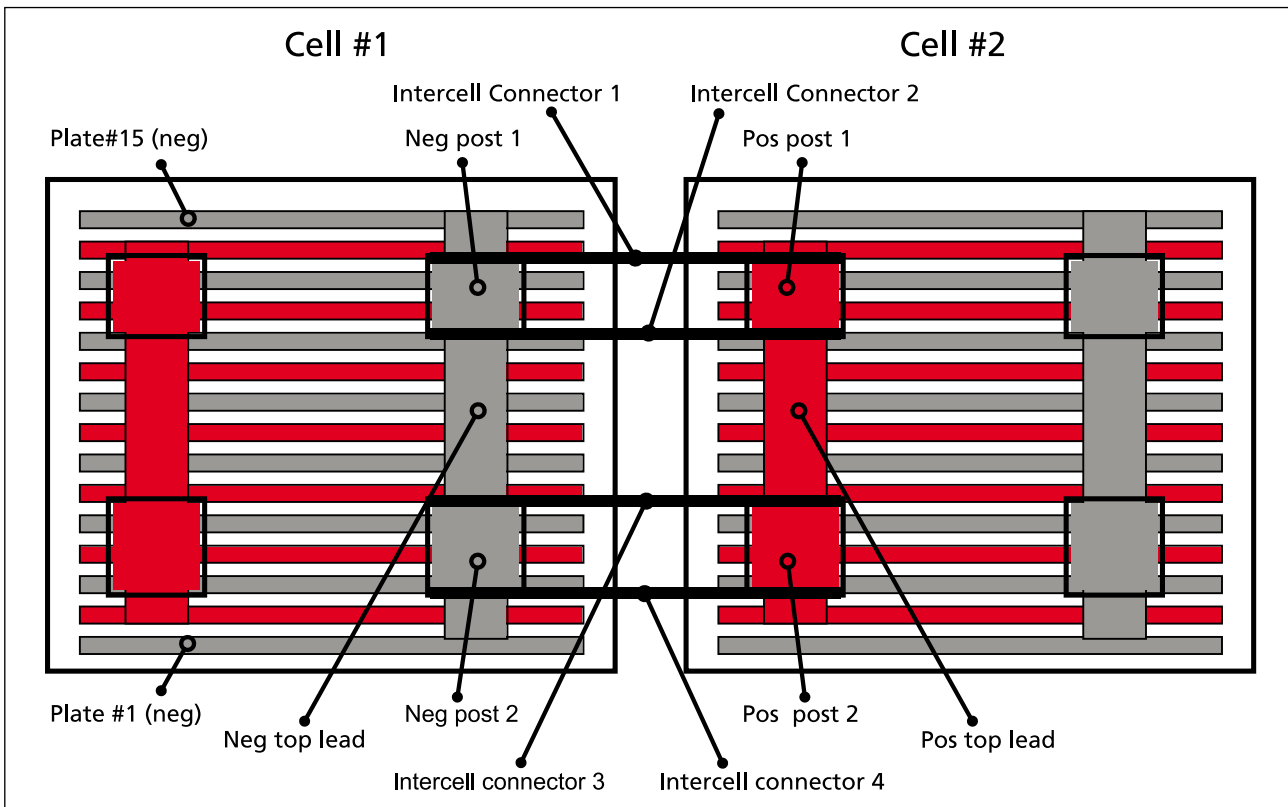 Cell #1
Cell #2
Intercell Connector 1
Intercell Connector 2
Plate#15 (neg)
Neg post 1
Pos post 1
Plate #1 (neg)
Neg post 2
Pos post 2
Neg top lead
Pos top lead
Intercell connector 3
Intercell connector 4